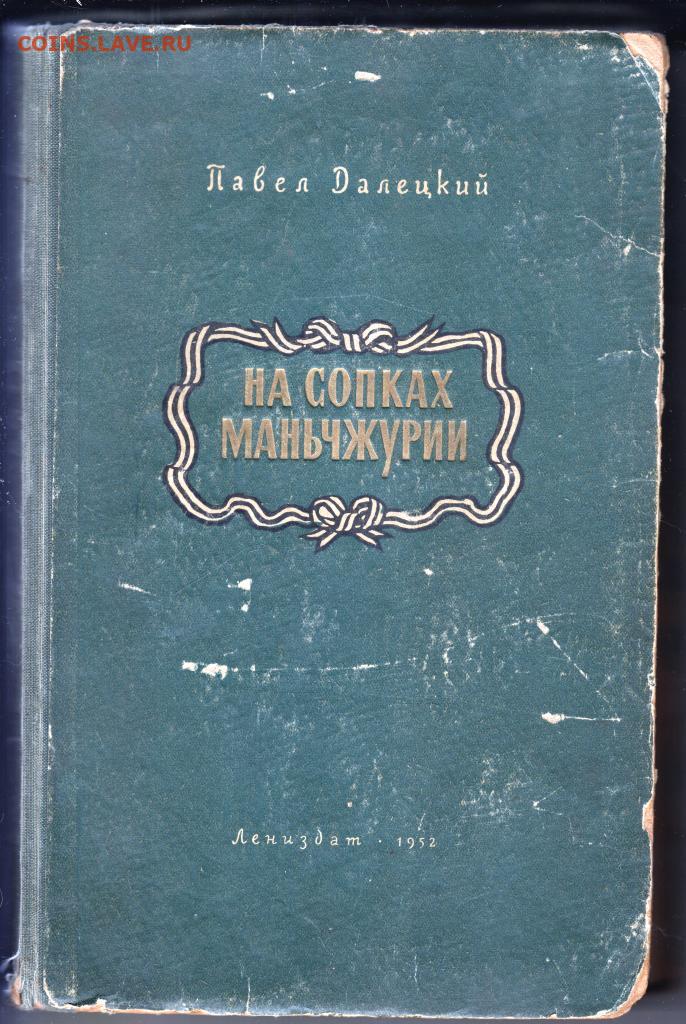 COINS.LAVE.RU
Павел Далецкий
НА СОПКАХ
МАНЬЧЖУРИИ
Лениздат · 1952